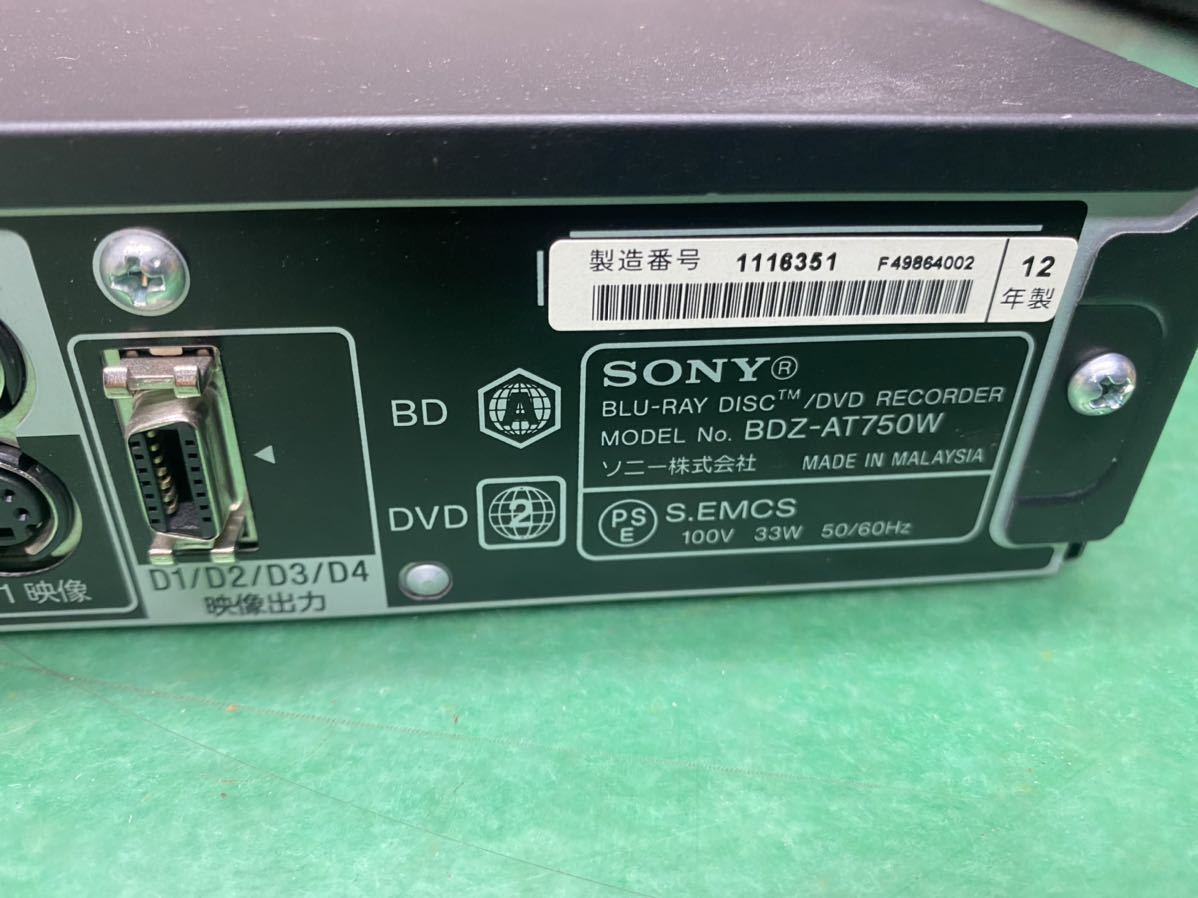 製造番号 1116351 F49864002
12
年製
SONY®
BLU-RAY DISC™/DVD RECORDER
MODEL No. BDZ-AT750W
ソニー株式会社 MADE IN MALAYSIA
PS
E
S.EMCS
100V 33W 50/60Hz
BD
A
DVD
2
D1/D2/D3/D4
映像出力
1 映像